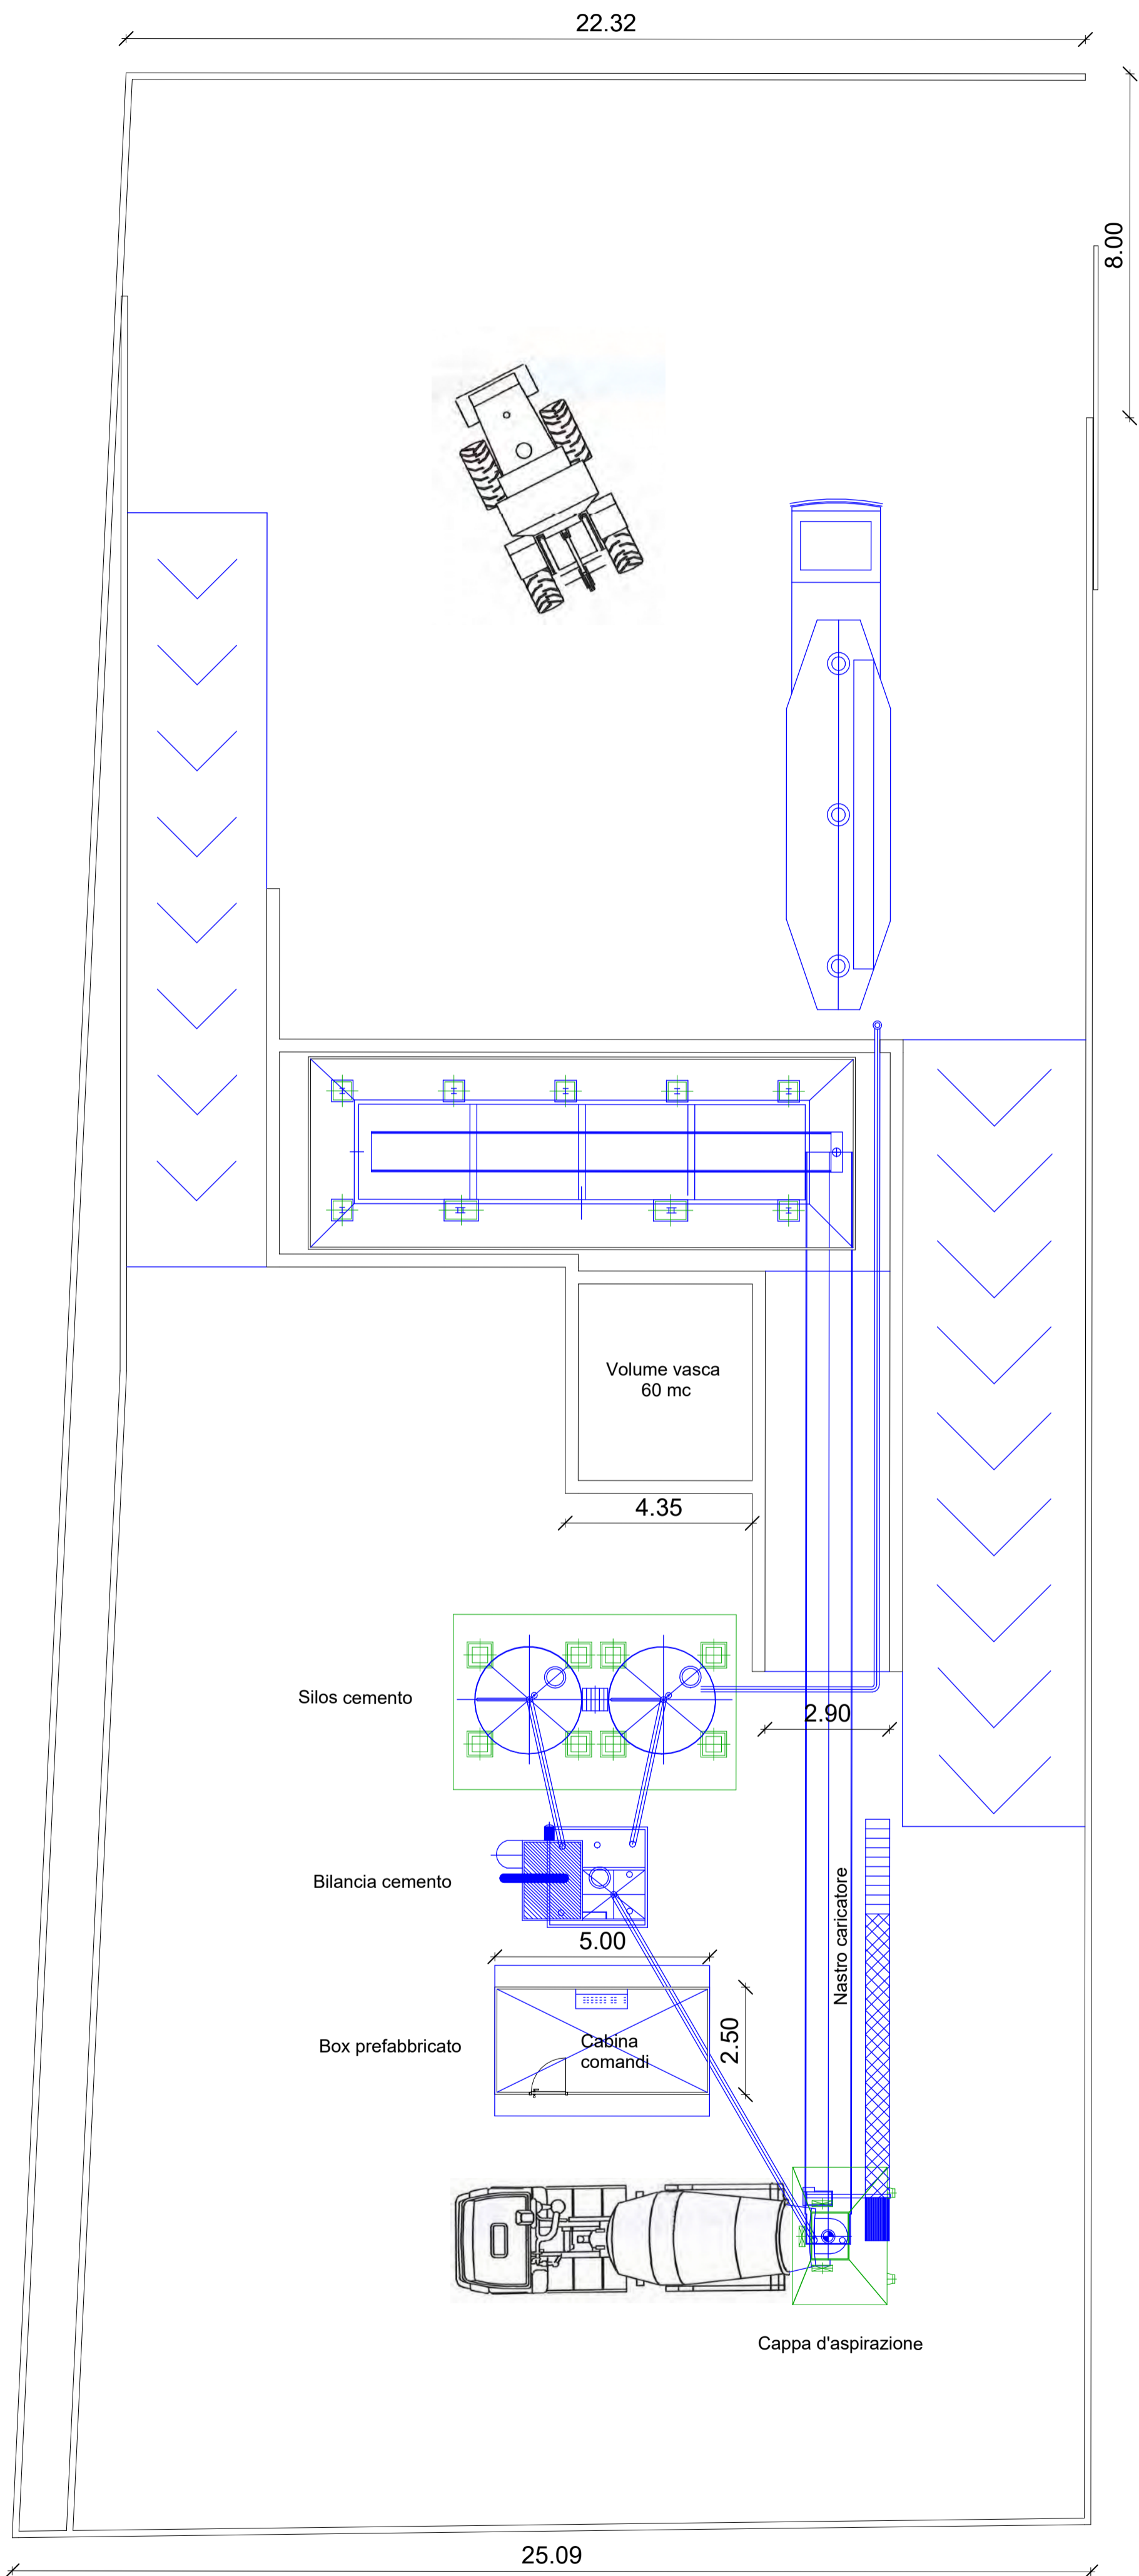 22.32
8.00
Volume vasca
60 mc
4.35
Silos cemento
2.90
Bilancia cemento
Nastro caricatore
5.00
2.50
Box prefabbricato
Cabina
comandi
Cappa d'aspirazione
25.09